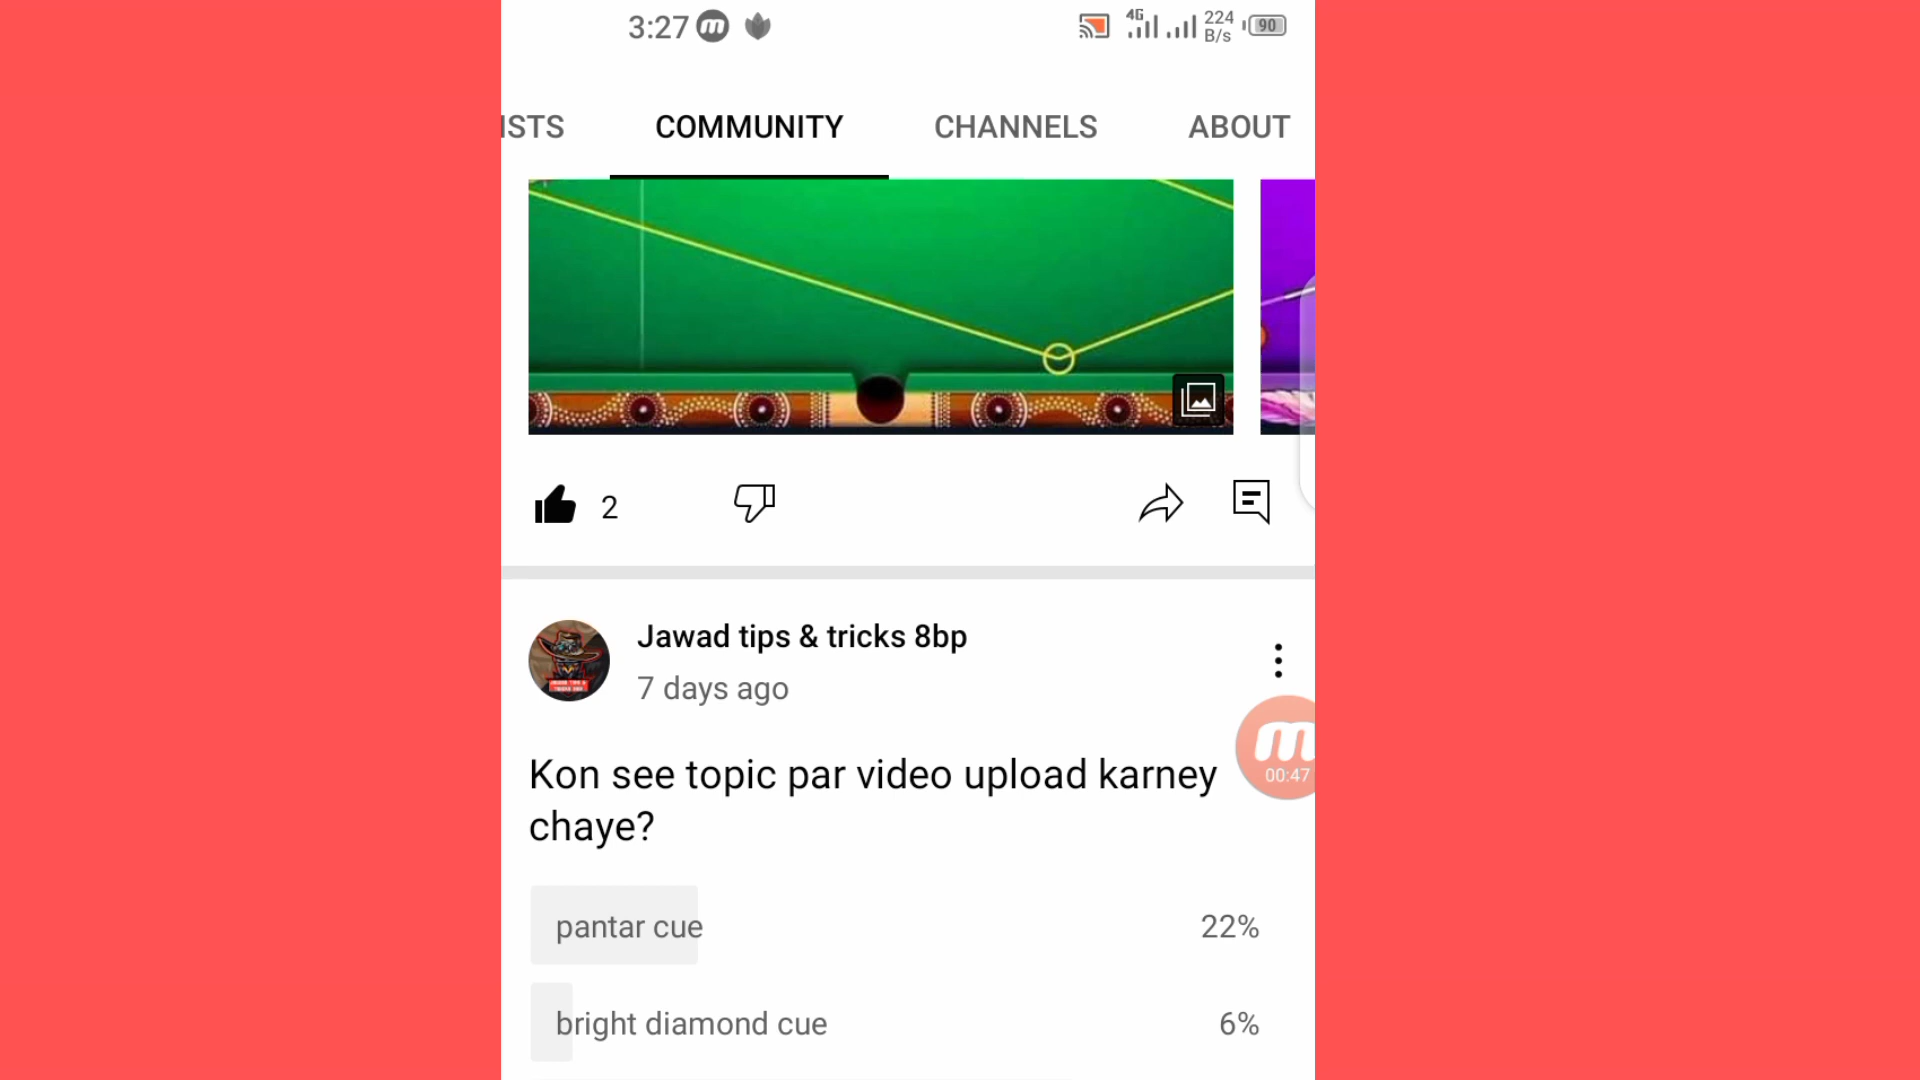 3:27
4G
224
B/s
90
ISTS
COMMUNITY
CHANNELS
ABOUT
2
Jawad tips & tricks 8bp
7 days ago
Kon see topic par video upload karney
chaye?
00:47
pantar cue
22%
bright diamond cue
6%